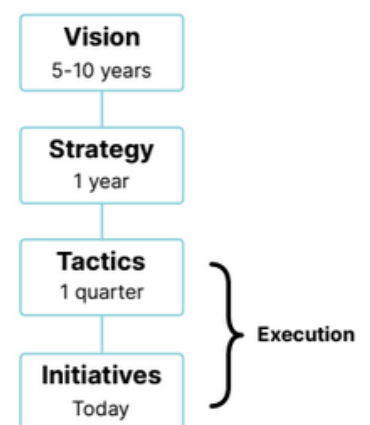 Vision
5-10 years
Strategy
1 year
Tactics
1 quarter
Execution
Initiatives
Today